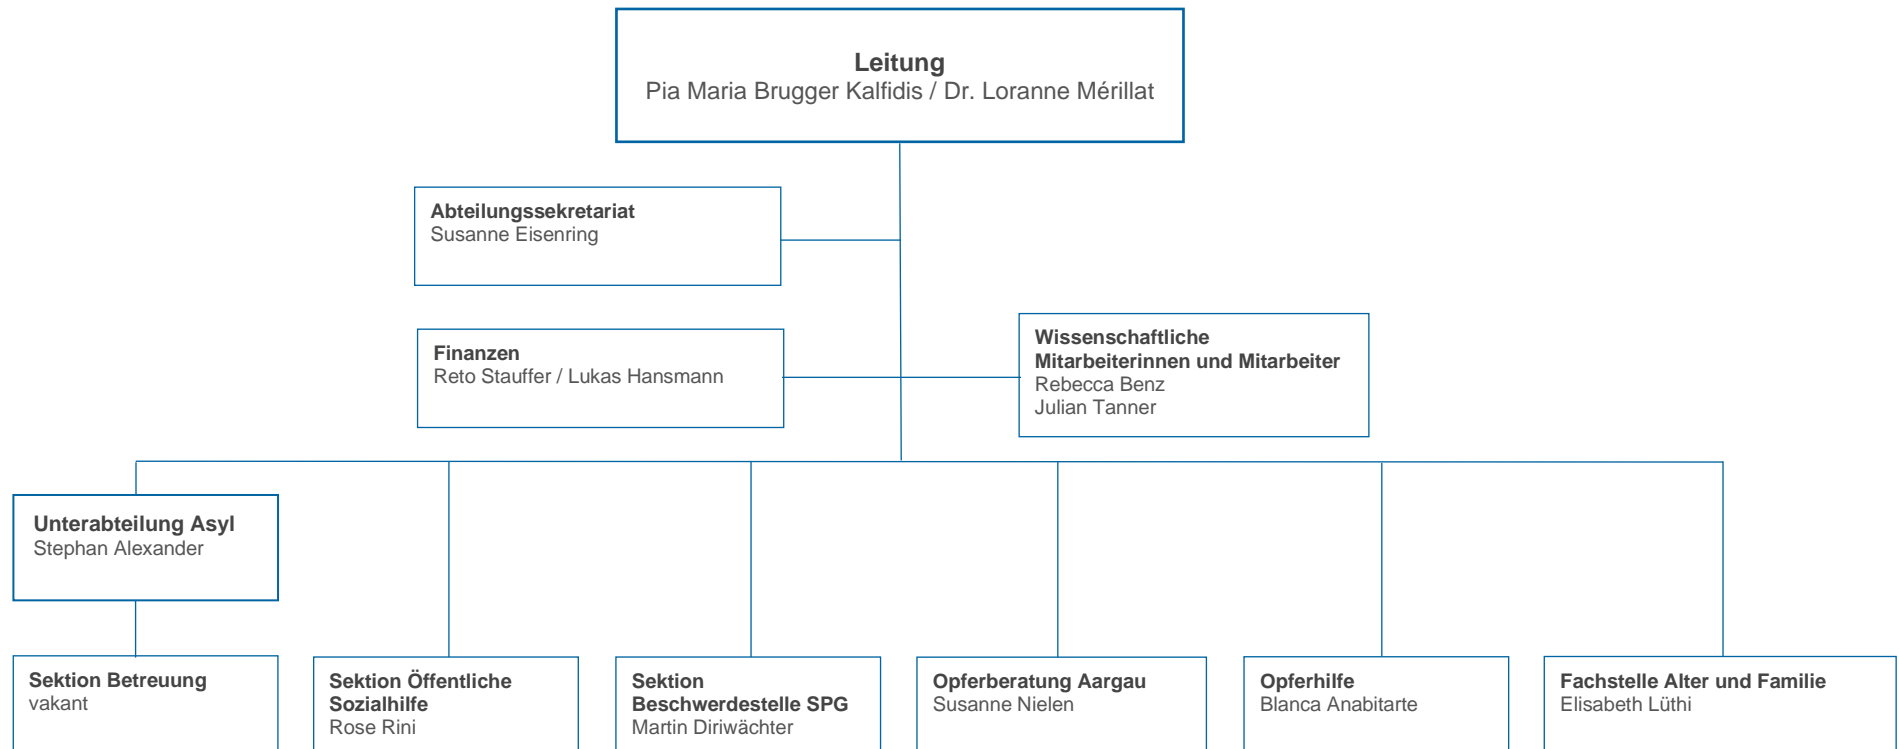 Leitung
Pia Maria Brugger Kalfidis / Dr. Loranne Mérillat
Abteilungssekretariat
Susanne Eisenring
Finanzen
Reto Stauffer / Lukas Hansmann
Wissenschaftliche
Mitarbeiterinnen und Mitarbeiter
Rebecca Benz
Julian Tanner
Unterabteilung Asyl
Stephan Alexander
Sektion Betreuung
vakant
Sektion Öffentliche
Sozialhilfe
Rose Rini
Sektion
Beschwerdestelle SPG
Martin Diriwächter
Opferberatung Aargau
Susanne Nielen
Opferhilfe
Blanca Anabitarte
Fachstelle Alter und Familie
Elisabeth Lüthi